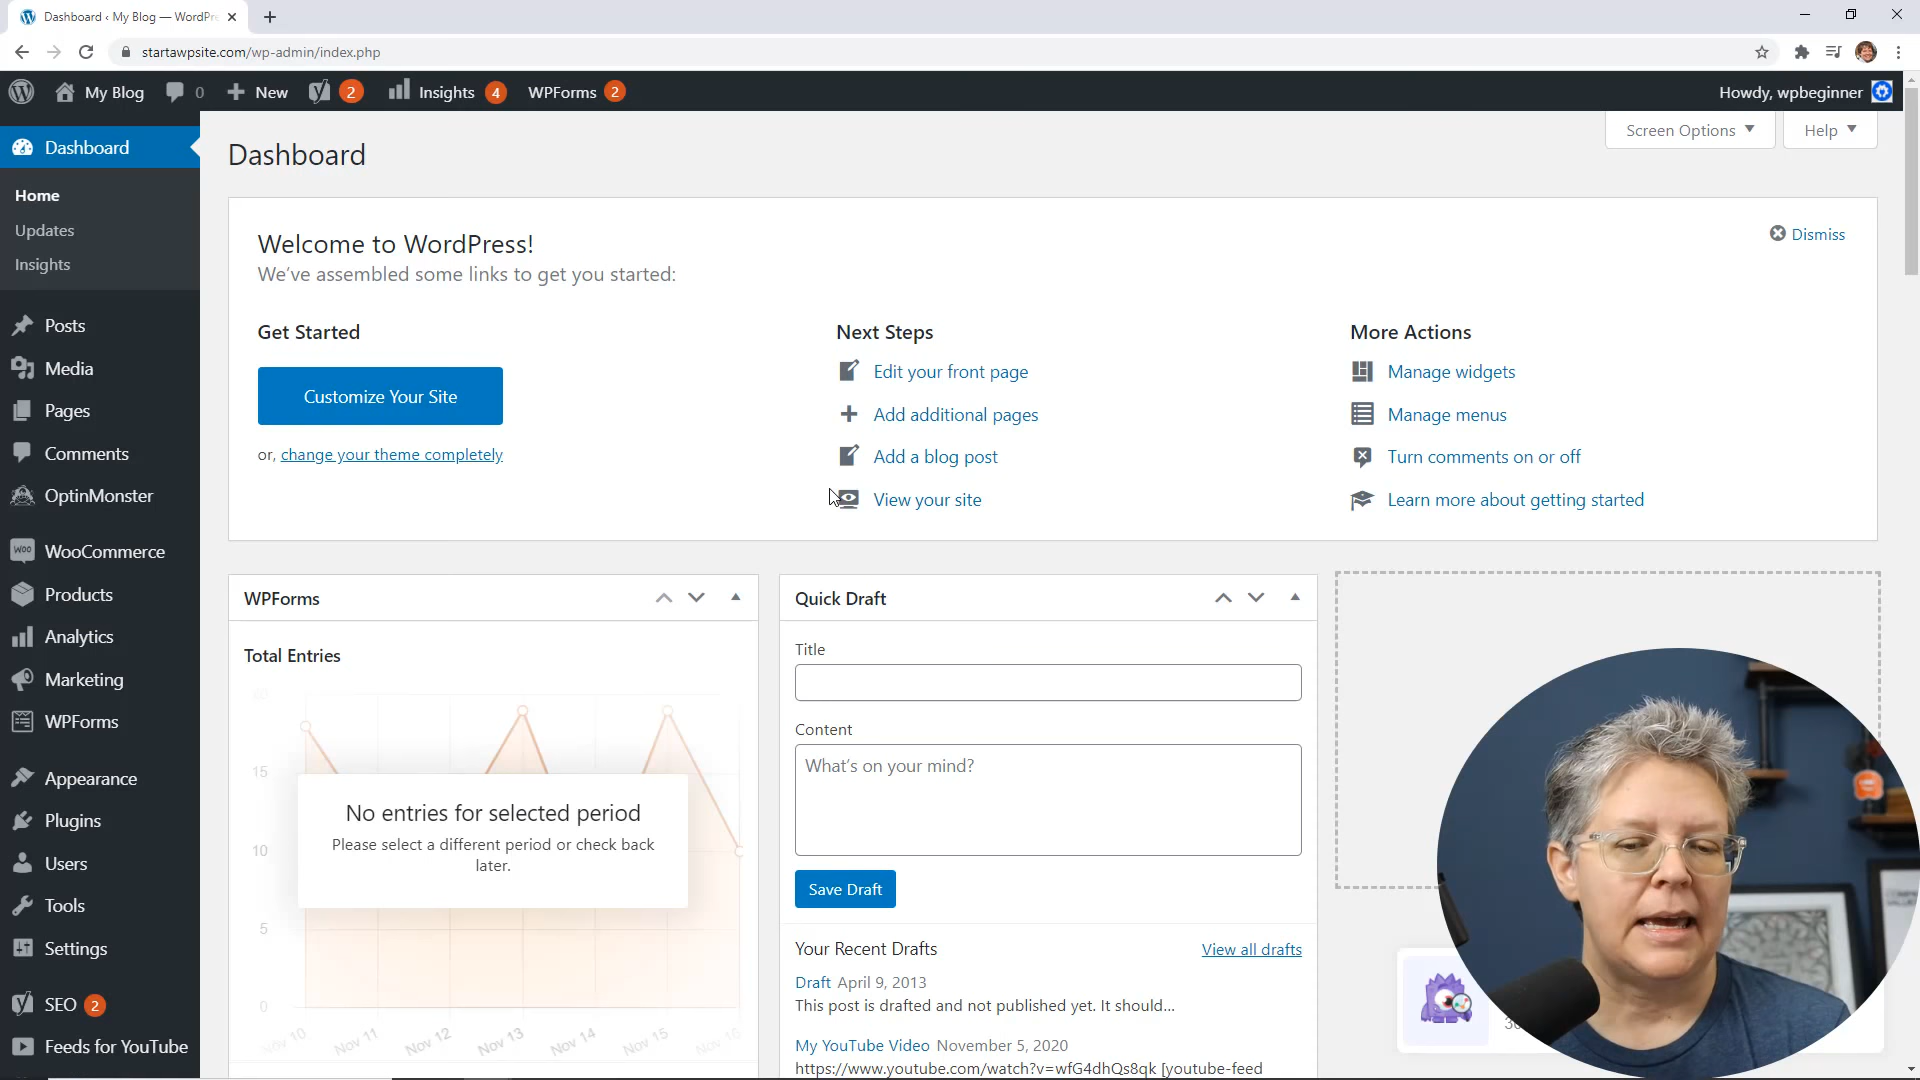 Dashboard ‹ My Blog — WordPre
startawpsite.com/wp-admin/index.php
My Blog 0 New 2 Insights 4 WPForms 2 Howdy, wpbeginner
Screen Options Help
Dashboard
Home
Updates
Insights
Posts
Media
Pages
Comments
OptinMonster
WooCommerce
Products
Analytics
Marketing
WPForms
Appearance
Plugins
Users
Tools
Settings
SEO 2
Feeds for YouTube
Dashboard
Welcome to WordPress!
Dismiss
We've assembled some links to get you started:
Get Started
Customize Your Site
or, change your theme completely
Next Steps
Edit your front page
Add additional pages
Add a blog post
View your site
More Actions
Manage widgets
Manage menus
Turn comments on or off
Learn more about getting started
WPForms
Total Entries
20
15
10
5
0
No entries for selected period
Please select a different period or check back
later.
Nov 10 Nov 11 Nov 12 Nov 13 Nov 14 Nov 15 Nov 16
Quick Draft
Title
Content
What's on your mind?
Save Draft
Your Recent Drafts View all drafts
Draft April 9, 2013
This post is drafted and not published yet. It should...
My YouTube Video November 5, 2020
https://www.youtube.com/watch?v=wfG4dhQs8qk [youtube-feed